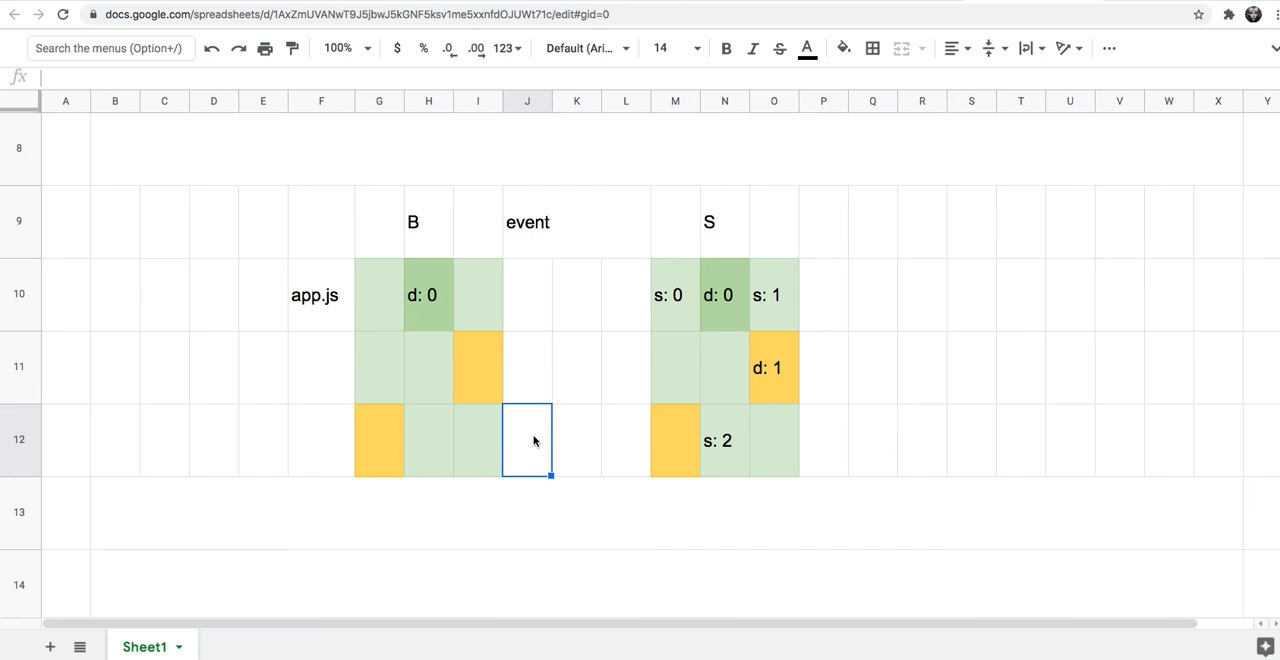 docs.google.com/spreadsheets/d/1AxZmUVANwT9J5jbwJ5kGNF5ksv1me5xxnfdOJUWt71c/edit#gid=0
Search the menus (Option+/) 100% $ % .0 .00 123 Default (Ari... 14 B I S A
fx
A B C D E F G H I J K L M N O P Q R S T U V W X Y
8
9 B event S
10 app.js d: 0 s: 0 d: 0 s: 1
11 d: 1
12 s: 2
13
14
Sheet1